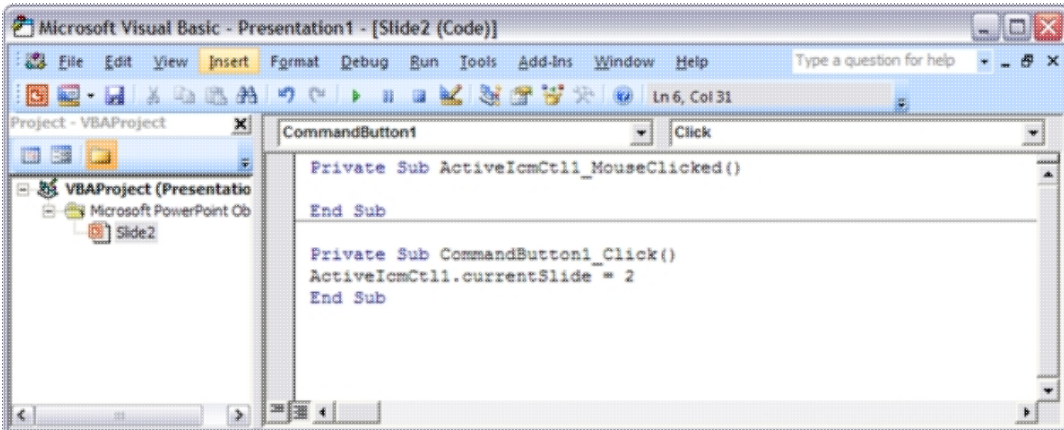 Microsoft Visual Basic - Presentation1 - [Slide2 (Code)]
File Edit View Insert Format Debug Run Tools Add-Ins Window Help Type a question for help
Ln 6, Col 31
Project - VBAProject
CommandButton1 Click
VBAProject (Presentatio
Microsoft PowerPoint Ob
Slide2
Private Sub ActiveIcmCtl1_MouseClicked()
End Sub
Private Sub CommandButton1_Click()
ActiveIcmCtl1.currentSlide = 2
End Sub